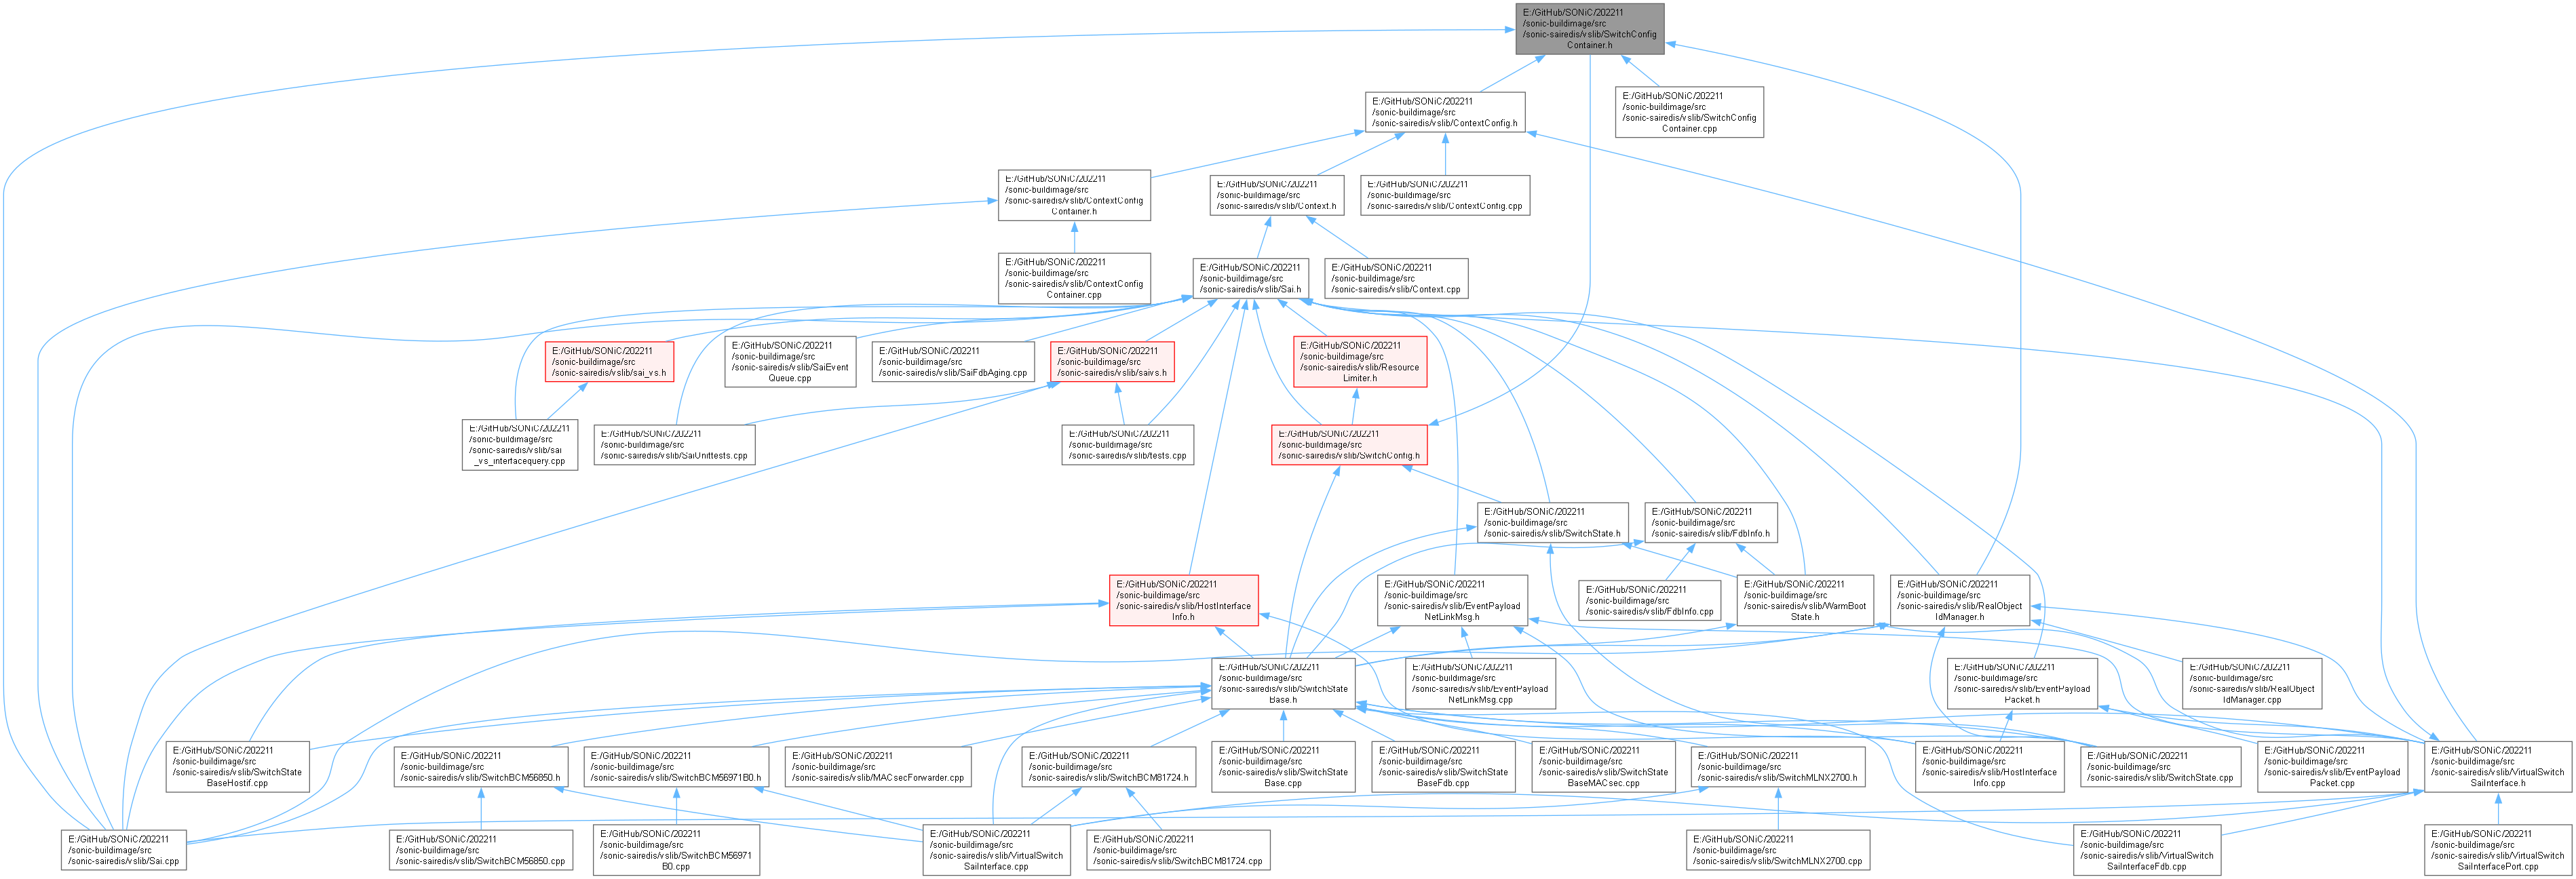 E:/GitHub/SONiC/202211
/sonic-buildimage/src
/sonic-sairedis/vslib/SwitchConfig
Container.h
E:/GitHub/SONiC/202211
/sonic-buildimage/src
/sonic-sairedis/vslib/ContextConfig.h
E:/GitHub/SONiC/202211
/sonic-buildimage/src
/sonic-sairedis/vslib/SwitchConfig
Container.cpp
E:/GitHub/SONiC/202211
/sonic-buildimage/src
/sonic-sairedis/vslib/ContextConfig
Container.h
E:/GitHub/SONiC/202211
/sonic-buildimage/src
/sonic-sairedis/vslib/Context.h
E:/GitHub/SONiC/202211
/sonic-buildimage/src
/sonic-sairedis/vslib/ContextConfig.cpp
E:/GitHub/SONiC/202211
/sonic-buildimage/src
/sonic-sairedis/vslib/ContextConfig
Container.cpp
E:/GitHub/SONiC/202211
/sonic-buildimage/src
/sonic-sairedis/vslib/Sai.h
E:/GitHub/SONiC/202211
/sonic-buildimage/src
/sonic-sairedis/vslib/Context.cpp
E:/GitHub/SONiC/202211
/sonic-buildimage/src
/sonic-sairedis/vslib/sai_vs.h
E:/GitHub/SONiC/202211
/sonic-buildimage/src
/sonic-sairedis/vslib/SaiEvent
Queue.cpp
E:/GitHub/SONiC/202211
/sonic-buildimage/src
/sonic-sairedis/vslib/SaiFdbAging.cpp
E:/GitHub/SONiC/202211
/sonic-buildimage/src
/sonic-sairedis/vslib/saivs.h
E:/GitHub/SONiC/202211
/sonic-buildimage/src
/sonic-sairedis/vslib/Resource
Limiter.h
E:/GitHub/SONiC/202211
/sonic-buildimage/src
/sonic-sairedis/vslib/sai
_vs_interfacequery.cpp
E:/GitHub/SONiC/202211
/sonic-buildimage/src
/sonic-sairedis/vslib/SaiUnittests.cpp
E:/GitHub/SONiC/202211
/sonic-buildimage/src
/sonic-sairedis/vslib/tests.cpp
E:/GitHub/SONiC/202211
/sonic-buildimage/src
/sonic-sairedis/vslib/SwitchConfig.h
E:/GitHub/SONiC/202211
/sonic-buildimage/src
/sonic-sairedis/vslib/SwitchState.h
E:/GitHub/SONiC/202211
/sonic-buildimage/src
/sonic-sairedis/vslib/FdbInfo.h
E:/GitHub/SONiC/202211
/sonic-buildimage/src
/sonic-sairedis/vslib/HostInterface
Info.h
E:/GitHub/SONiC/202211
/sonic-buildimage/src
/sonic-sairedis/vslib/EventPayload
NetLinkMsg.h
E:/GitHub/SONiC/202211
/sonic-buildimage/src
/sonic-sairedis/vslib/FdbInfo.cpp
E:/GitHub/SONiC/202211
/sonic-buildimage/src
/sonic-sairedis/vslib/WarmBoot
State.h
E:/GitHub/SONiC/202211
/sonic-buildimage/src
/sonic-sairedis/vslib/RealObject
IdManager.h
E:/GitHub/SONiC/202211
/sonic-buildimage/src
/sonic-sairedis/vslib/SwitchState
Base.h
E:/GitHub/SONiC/202211
/sonic-buildimage/src
/sonic-sairedis/vslib/EventPayload
NetLinkMsg.cpp
E:/GitHub/SONiC/202211
/sonic-buildimage/src
/sonic-sairedis/vslib/EventPayload
Packet.h
E:/GitHub/SONiC/202211
/sonic-buildimage/src
/sonic-sairedis/vslib/RealObject
IdManager.cpp
E:/GitHub/SONiC/202211
/sonic-buildimage/src
/sonic-sairedis/vslib/SwitchState
BaseHostif.cpp
E:/GitHub/SONiC/202211
/sonic-buildimage/src
/sonic-sairedis/vslib/SwitchBCM56850.h
E:/GitHub/SONiC/202211
/sonic-buildimage/src
/sonic-sairedis/vslib/SwitchBCM56971B0.h
E:/GitHub/SONiC/202211
/sonic-buildimage/src
/sonic-sairedis/vslib/MACsecForwarder.cpp
E:/GitHub/SONiC/202211
/sonic-buildimage/src
/sonic-sairedis/vslib/SwitchBCM81724.h
E:/GitHub/SONiC/202211
/sonic-buildimage/src
/sonic-sairedis/vslib/SwitchState
Base.cpp
E:/GitHub/SONiC/202211
/sonic-buildimage/src
/sonic-sairedis/vslib/SwitchState
BaseFdb.cpp
E:/GitHub/SONiC/202211
/sonic-buildimage/src
/sonic-sairedis/vslib/SwitchState
BaseMACsec.cpp
E:/GitHub/SONiC/202211
/sonic-buildimage/src
/sonic-sairedis/vslib/SwitchMLNX2700.h
E:/GitHub/SONiC/202211
/sonic-buildimage/src
/sonic-sairedis/vslib/HostInterface
Info.cpp
E:/GitHub/SONiC/202211
/sonic-buildimage/src
/sonic-sairedis/vslib/SwitchState.cpp
E:/GitHub/SONiC/202211
/sonic-buildimage/src
/sonic-sairedis/vslib/EventPayload
Packet.cpp
E:/GitHub/SONiC/202211
/sonic-buildimage/src
/sonic-sairedis/vslib/VirtualSwitch
SaiInterface.h
E:/GitHub/SONiC/202211
/sonic-buildimage/src
/sonic-sairedis/vslib/Sai.cpp
E:/GitHub/SONiC/202211
/sonic-buildimage/src
/sonic-sairedis/vslib/SwitchBCM56850.cpp
E:/GitHub/SONiC/202211
/sonic-buildimage/src
/sonic-sairedis/vslib/SwitchBCM56971
B0.cpp
E:/GitHub/SONiC/202211
/sonic-buildimage/src
/sonic-sairedis/vslib/VirtualSwitch
SaiInterface.cpp
E:/GitHub/SONiC/202211
/sonic-buildimage/src
/sonic-sairedis/vslib/SwitchBCM81724.cpp
E:/GitHub/SONiC/202211
/sonic-buildimage/src
/sonic-sairedis/vslib/SwitchMLNX2700.cpp
E:/GitHub/SONiC/202211
/sonic-buildimage/src
/sonic-sairedis/vslib/VirtualSwitch
SaiInterfaceFdb.cpp
E:/GitHub/SONiC/202211
/sonic-buildimage/src
/sonic-sairedis/vslib/VirtualSwitch
SaiInterfacePort.cpp